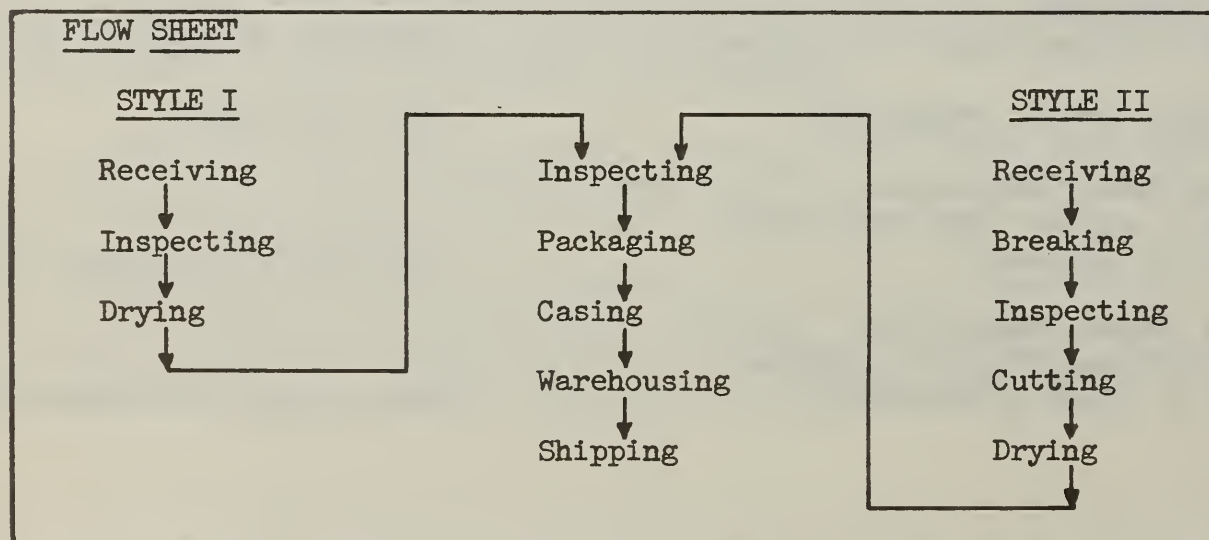 FLOW SHEET
STYLE I
Receiving
Inspecting
Drying
Inspecting
Packaging
Casing
Warehousing
Shipping
STYLE II
Receiving
Breaking
Inspecting
Cutting
Drying